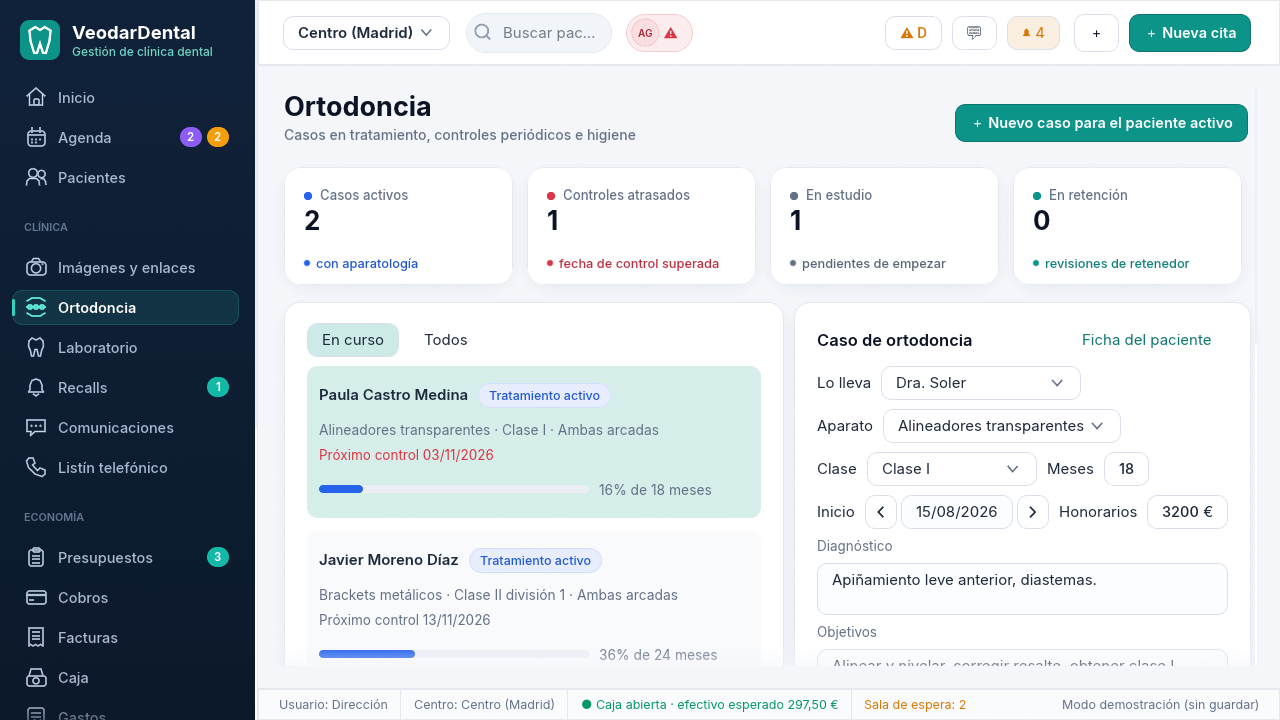 VeodarDental
Gestión de clínica dental
Inicio
Agenda
2
2
Pacientes
CLÍNICA
Imágenes y enlaces
Ortodoncia
Laboratorio
Recalls
1
Comunicaciones
Listín telefónico
ECONOMÍA
Presupuestos
3
Cobros
Facturas
Caja
Gastos
Centro (Madrid)
Buscar pac...
AG
D
4
+
+ Nueva cita
Ortodoncia
Casos en tratamiento, controles periódicos e higiene
+ Nuevo caso para el paciente activo
Casos activos
2
con aparatología
Controles atrasados
1
fecha de control superada
En estudio
1
pendientes de empezar
En retención
0
revisiones de retenedor
En curso
Todos
Paula Castro Medina
Tratamiento activo
Alineadores transparentes · Clase I · Ambas arcadas
Próximo control 03/11/2026
16% de 18 meses
Javier Moreno Díaz
Tratamiento activo
Brackets metálicos · Clase II división 1 · Ambas arcadas
Próximo control 13/11/2026
36% de 24 meses
Caso de ortodoncia
Ficha del paciente
Lo lleva
Dra. Soler
Aparato
Alineadores transparentes
Clase
Clase I
Meses
18
Inicio
15/08/2026
Honorarios
3200 €
Diagnóstico
Apiñamiento leve anterior, diastemas.
Objetivos
Alinear y nivelar, corregir resalte, obtener clase I.
Usuario: Dirección
Centro: Centro (Madrid)
Caja abierta · efectivo esperado 297,50 €
Sala de espera: 2
Modo demostración (sin guardar)